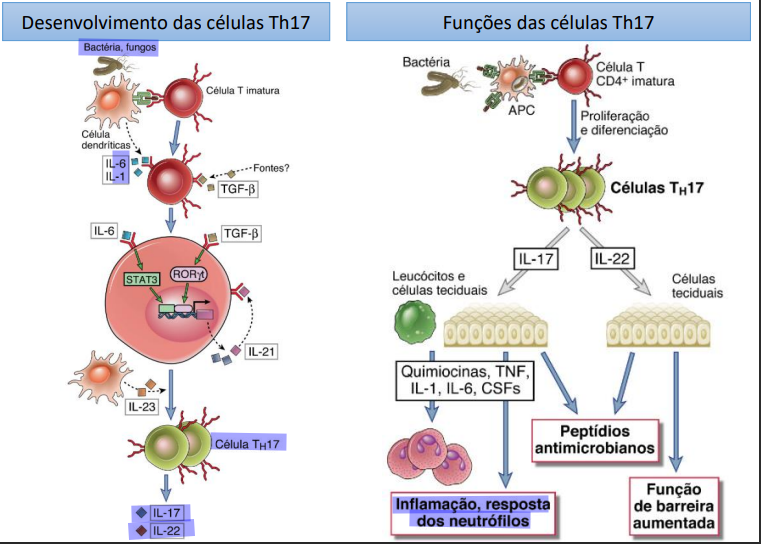 Desenvolvimento das células Th17
Bactéria, fungos
Célula T imatura
Célula
dendríticas
IL-6
IL-1
Fontes?
TGF-β
IL-6
TGF-β
STAT3
RORγt
IL-21
IL-23
Célula TH17
IL-17
IL-22
Funções das células Th17
Bactéria
Célula T
CD4+ imatura
APC
Proliferação
e diferenciação
Células TH17
IL-17
IL-22
Leucócitos e
células teciduais
Células
teciduais
Quimiocinas, TNF,
IL-1, IL-6, CSFs
Peptídios
antimicrobianos
Inflamação, resposta
dos neutrófilos
Função
de barreira
aumentada